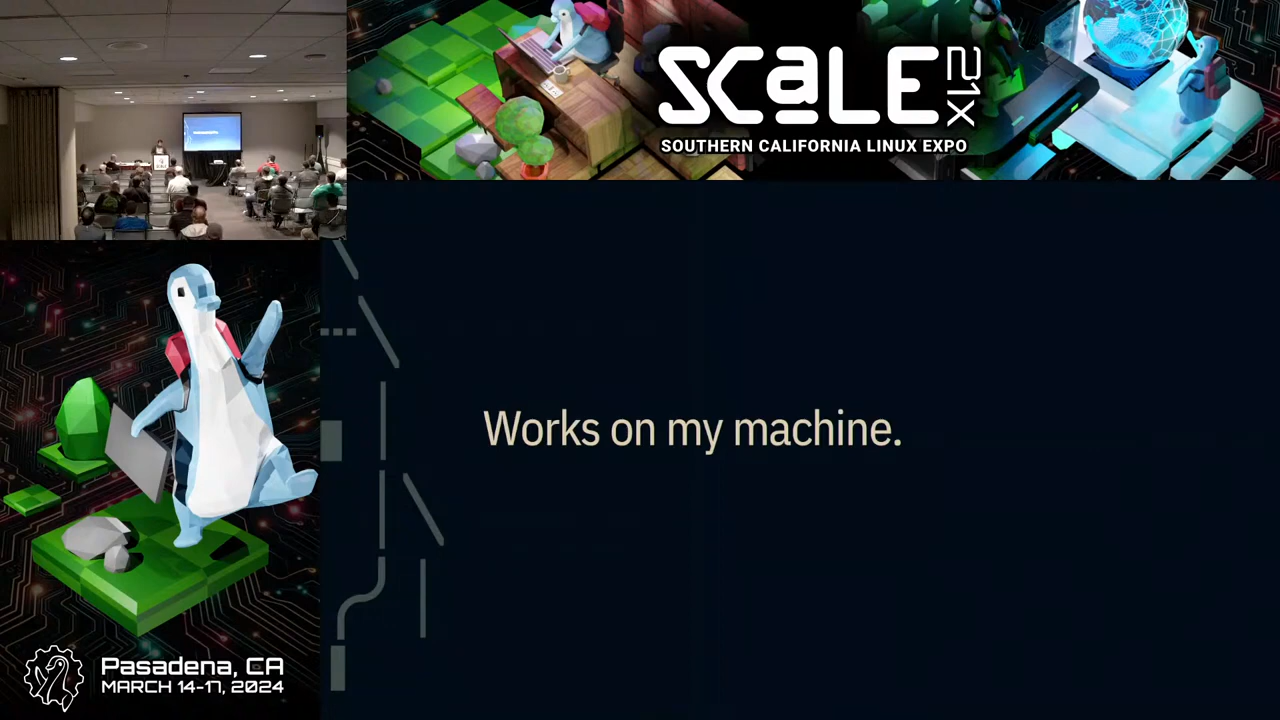 SCaLE 21X
SOUTHERN CALIFORNIA LINUX EXPO
Works on my machine.
Pasadena, CA
MARCH 14-17, 2024